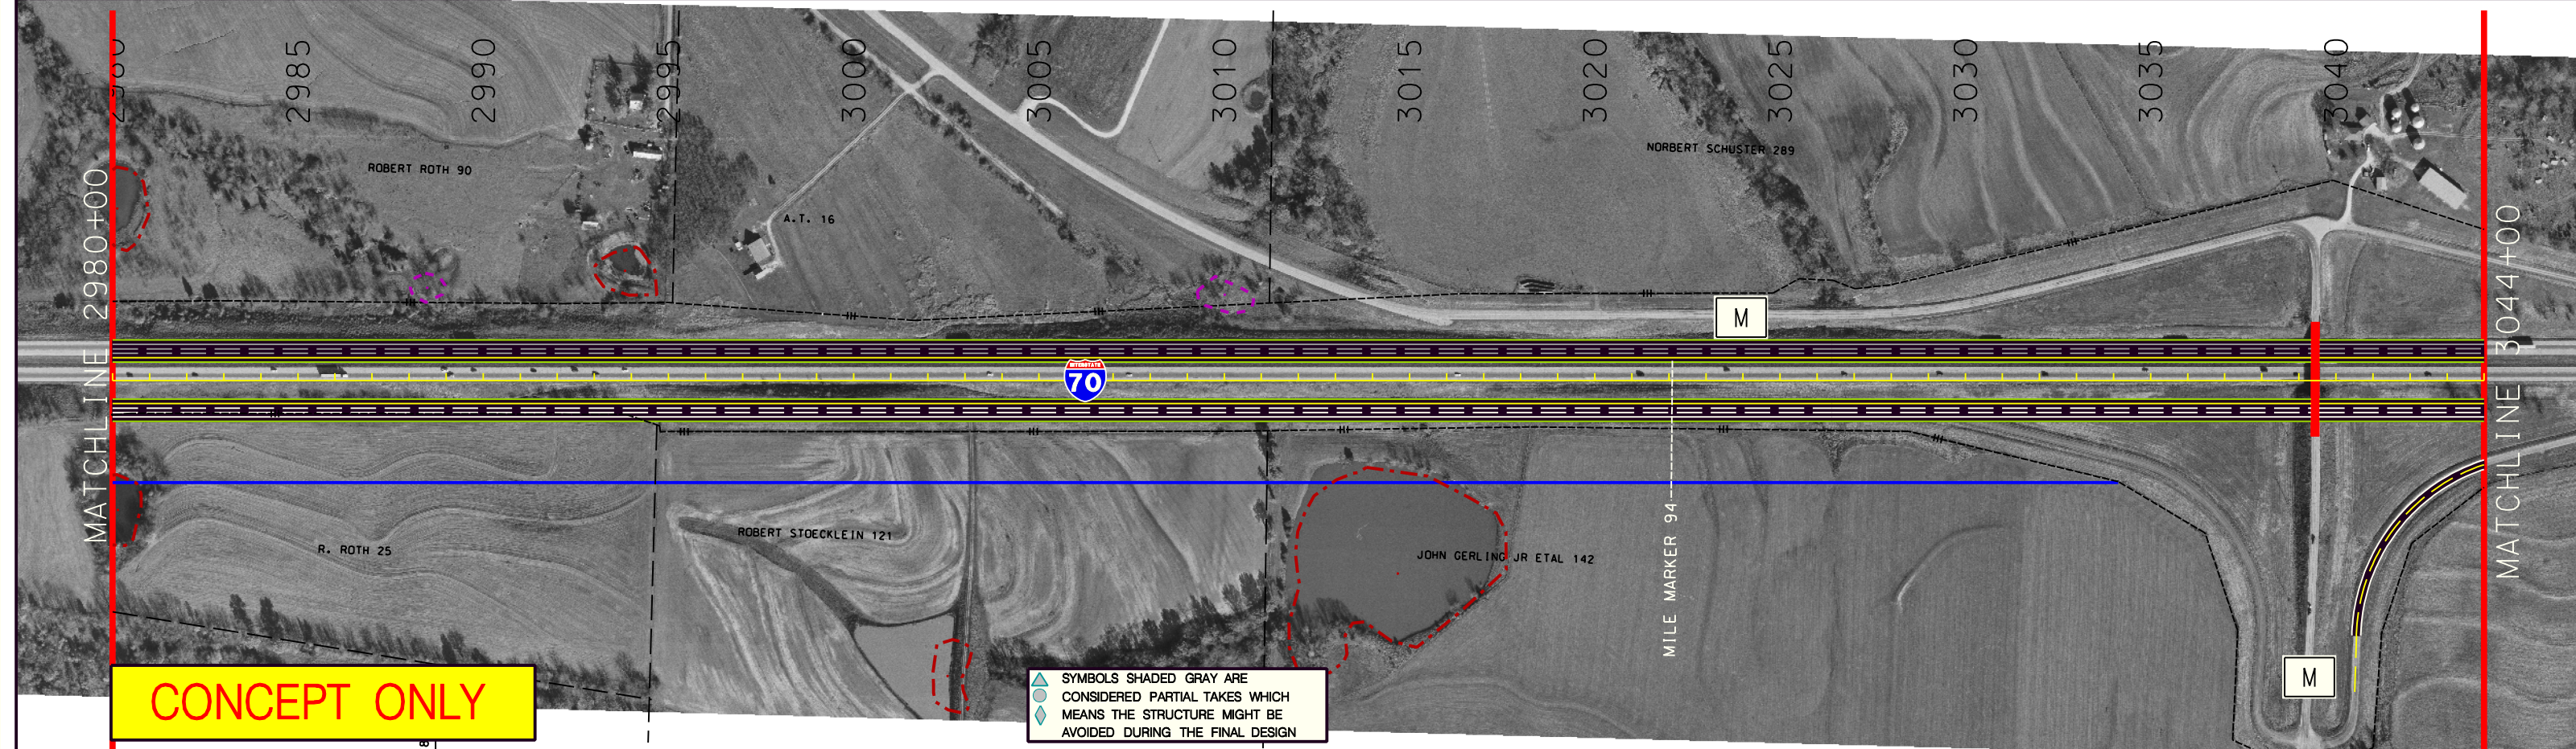 2980
2985
2990
2995
3000
3005
3010
3015
3020
3025
3030
3035
3040
ROBERT ROTH 90
A.T. 16
NORBERT SCHUSTER 289
MATCHLINE 2980+00
MATCHLINE 3044+00
M
INTERSTATE
70
R. ROTH 25
ROBERT STOECKLEIN 121
JOHN GERLING JR ETAL 142
MILE MARKER 94
M
CONCEPT ONLY
SYMBOLS SHADED GRAY ARE
CONSIDERED PARTIAL TAKES WHICH
MEANS THE STRUCTURE MIGHT BE
AVOIDED DURING THE FINAL DESIGN
8